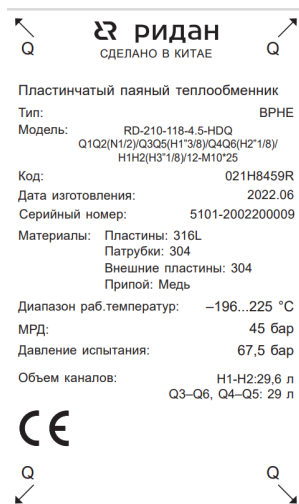 Q Q
ридан
СДЕЛАНО В КИТАЕ
Пластинчатый паяный теплообменник
Тип: BPHE
Модель: RD-210-118-4.5-HDQ
Q1Q2(N1/2)/Q3Q5(H1"3/8)/Q4Q6(H2"1/8)/
H1H2(H3"1/8)/12-M10*25
Код: 021H8459R
Дата изготовления: 2022.06
Серийный номер: 5101-2002200009
Материалы: Пластины: 316L
Патрубки: 304
Внешние пластины: 304
Припой: Медь
Диапазон раб.температур: –196...225 °C
МРД: 45 бар
Давление испытания: 67,5 бар
Объем каналов: H1-H2:29,6 л
Q3–Q6, Q4–Q5: 29 л
CE
Q Q